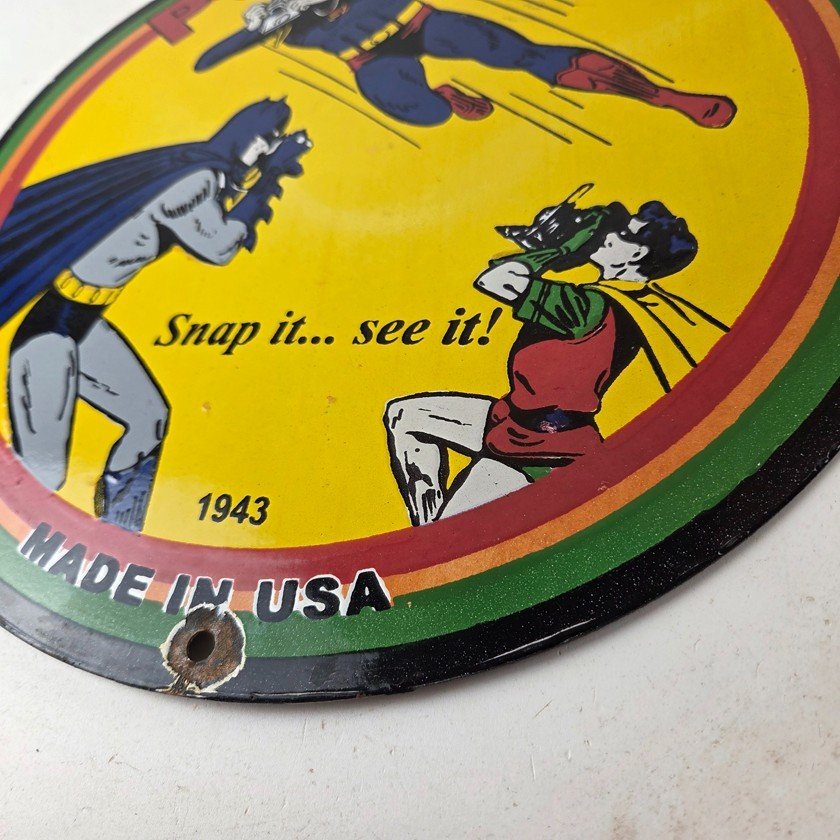 P
Snap it... see it!
1943
MADE IN USA